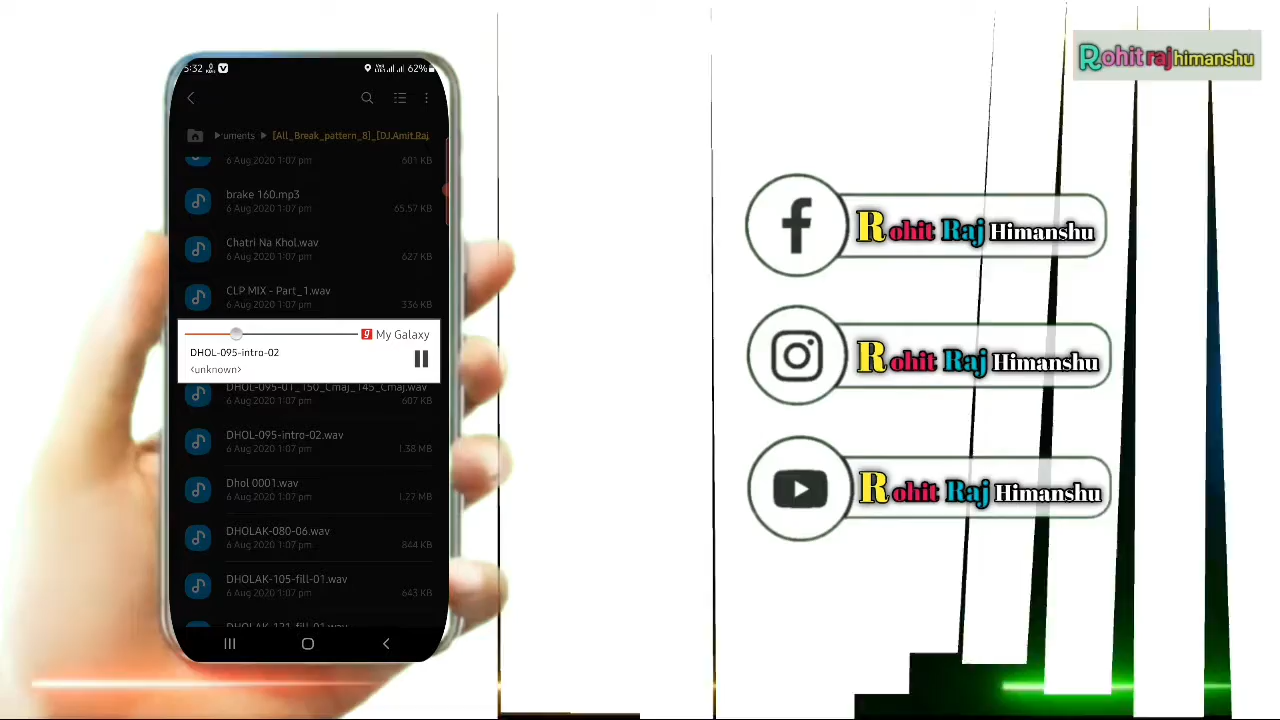 Rohit raj himanshu
5:32
62%
uments ▶ [All_Break_pattern_8]_[DJ.Amit.Raj
6 Aug 2020 1:07 pm 601 KB
brake 160.mp3
6 Aug 2020 1:07 pm 65.57 KB
Chatri Na Khol.wav
6 Aug 2020 1:07 pm 627 KB
CLP MIX - Part_1.wav
6 Aug 2020 1:07 pm 336 KB
My Galaxy
DHOL-095-intro-02
<unknown>
DHOL-095-01_150_Cmaj_145_Cmaj.wav
6 Aug 2020 1:07 pm 607 KB
DHOL-095-intro-02.wav
6 Aug 2020 1:07 pm 1.38 MB
Dhol 0001.wav
6 Aug 2020 1:07 pm 1.27 MB
DHOLAK-080-06.wav
6 Aug 2020 1:07 pm 844 KB
DHOLAK-105-fill-01.wav
6 Aug 2020 1:07 pm 643 KB
Rohit Raj Himanshu
Rohit Raj Himanshu
Rohit Raj Himanshu